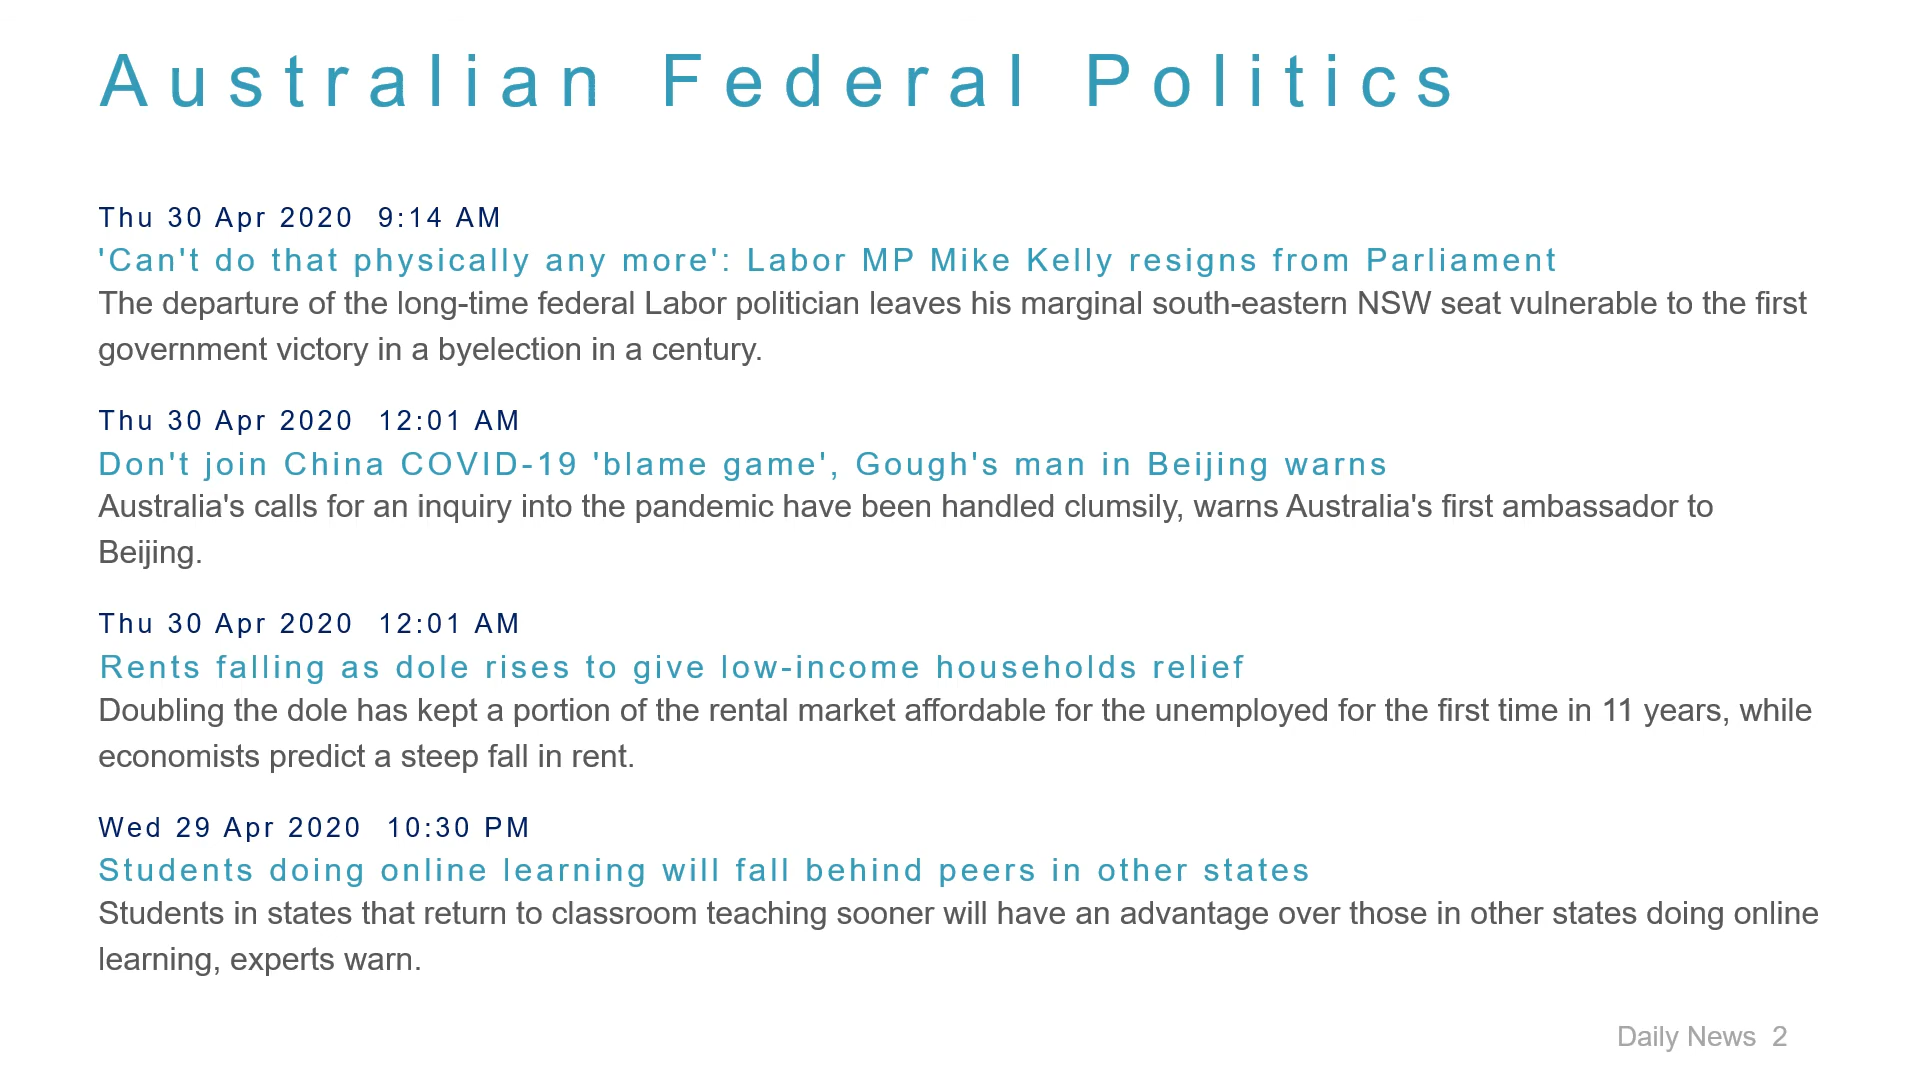 Australian Federal Politics
Thu 30 Apr 2020  9:14 AM
'Can't do that physically any more': Labor MP Mike Kelly resigns from Parliament
The departure of the long-time federal Labor politician leaves his marginal south-eastern NSW seat vulnerable to the first
government victory in a byelection in a century.
Thu 30 Apr 2020  12:01 AM
Don't join China COVID-19 'blame game', Gough's man in Beijing warns
Australia's calls for an inquiry into the pandemic have been handled clumsily, warns Australia's first ambassador to
Beijing.
Thu 30 Apr 2020  12:01 AM
Rents falling as dole rises to give low-income households relief
Doubling the dole has kept a portion of the rental market affordable for the unemployed for the first time in 11 years, while
economists predict a steep fall in rent.
Wed 29 Apr 2020  10:30 PM
Students doing online learning will fall behind peers in other states
Students in states that return to classroom teaching sooner will have an advantage over those in other states doing online
learning, experts warn.
Daily News  2